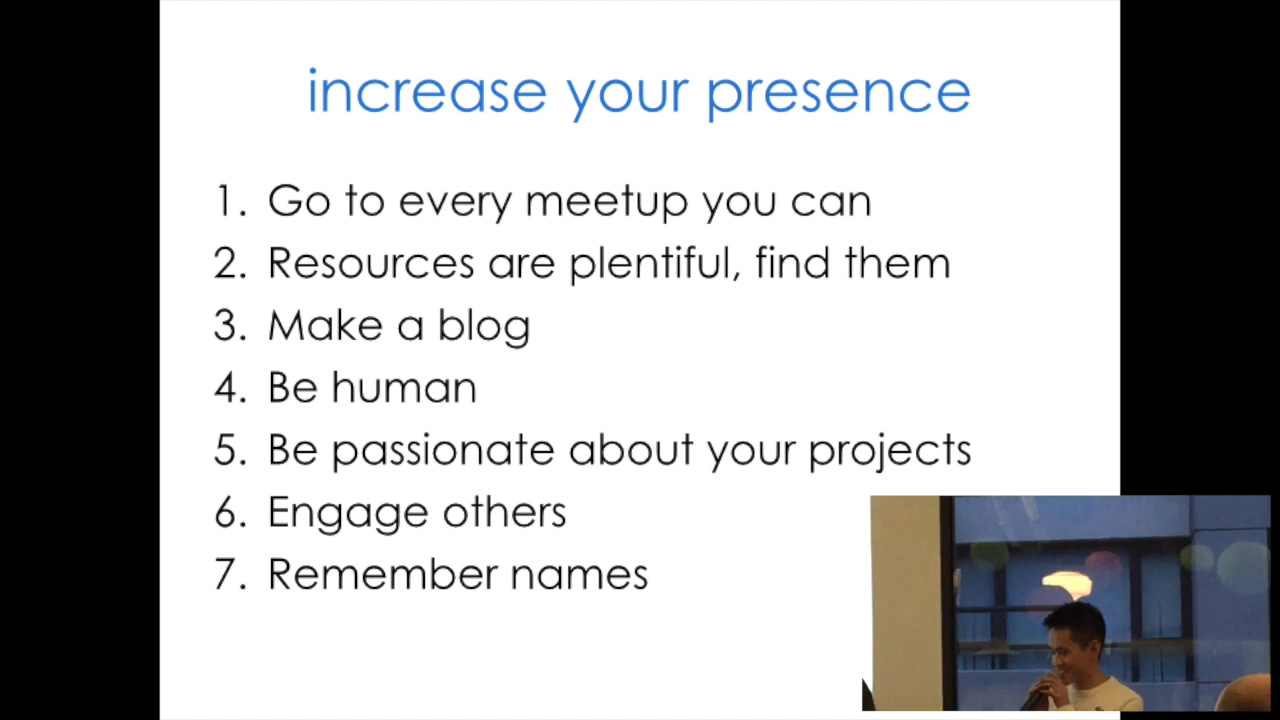 increase your presence
1. Go to every meetup you can
2. Resources are plentiful, find them
3. Make a blog
4. Be human
5. Be passionate about your projects
6. Engage others
7. Remember names